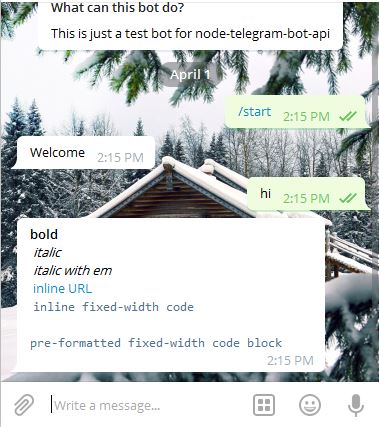 What can this bot do?
This is just a test bot for node-telegram-bot-api
April 1
/start 2:15 PM
Welcome 2:15 PM
hi 2:15 PM
bold
italic
italic with em
inline URL
inline fixed-width code
pre-formatted fixed-width code block
2:15 PM
Write a message...